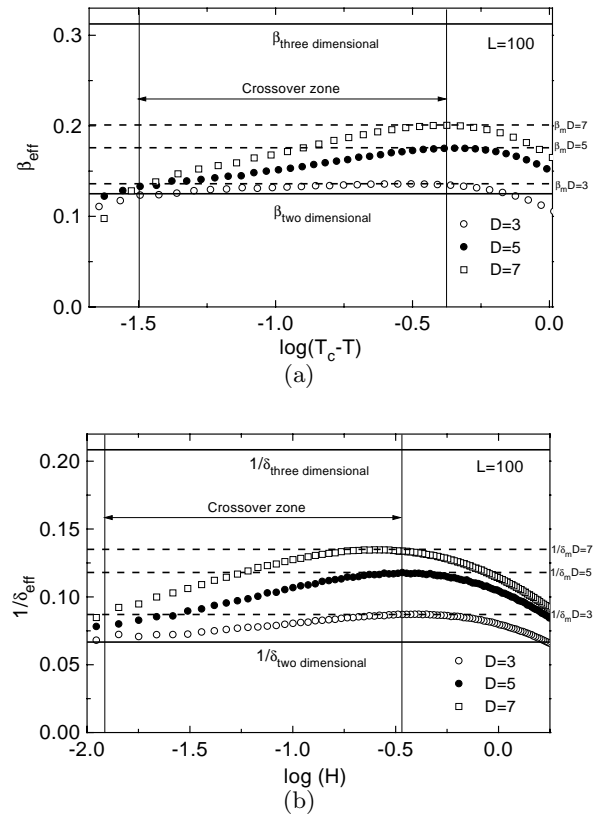 0.3
0.2
0.1
0.0
β_eff
β_three dimensional
L=100
Crossover zone
β_m D=7
β_m D=5
β_m D=3
β_two dimensional
D=3
D=5
D=7
-1.5 -1.0 -0.5 0.0
log(T_c-T)
(a)
0.20
0.15
0.10
0.05
0.00
1/δ_eff
1/δ_three dimensional
L=100
Crossover zone
1/δ_m D=7
1/δ_m D=5
1/δ_m D=3
1/δ_two dimensional
D=3
D=5
D=7
-2.0 -1.5 -1.0 -0.5 0.0
log (H)
(b)